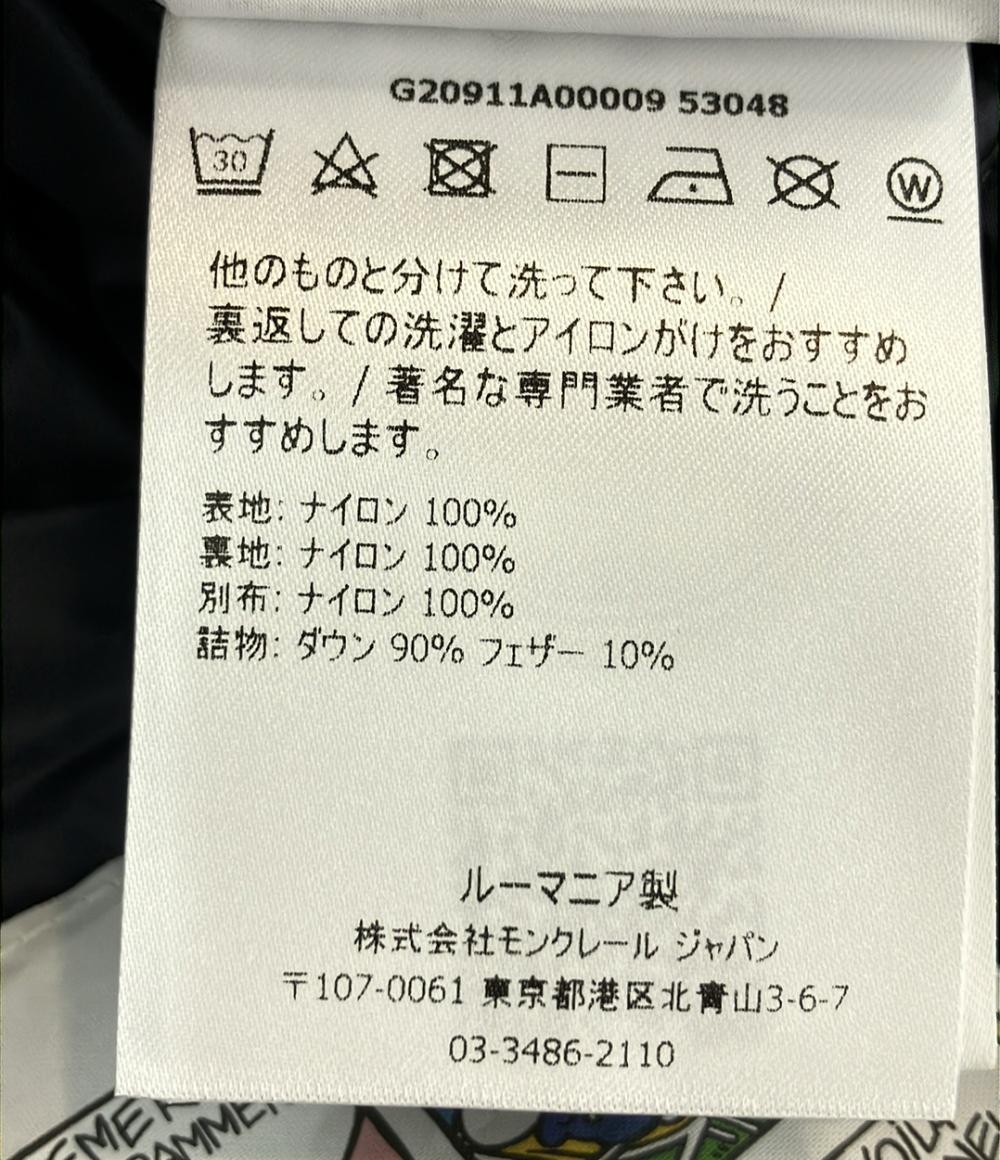 G20911A00009 53048
30
W
他のものと分けて洗って下さい。/
裏返しての洗濯とアイロンがけをおすすめ
します。/ 著名な専門業者で洗うことをお
すすめします。
表地: ナイロン 100%
裏地: ナイロン 100%
別布: ナイロン 100%
詰物: ダウン 90% フェザー 10%
ルーマニア製
株式会社モンクレール ジャパン
〒107-0061 東京都港区北青山3-6-7
03-3486-2110